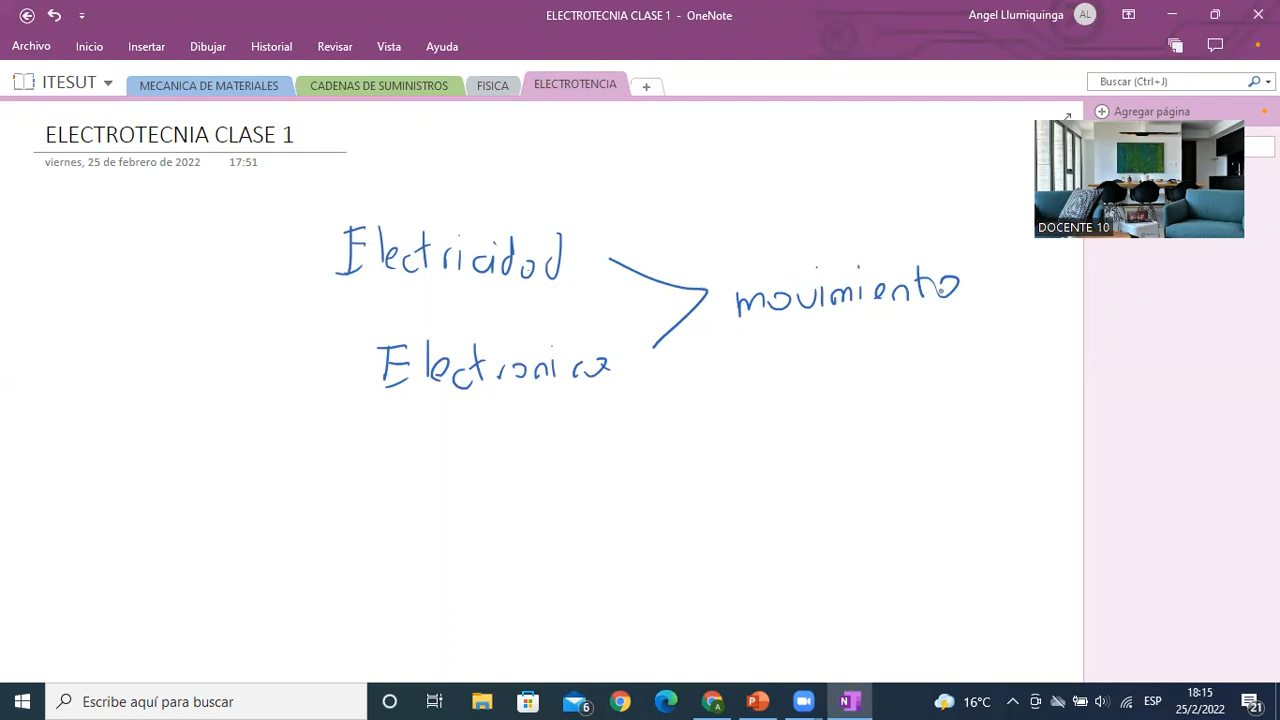 ELECTROTECNIA CLASE 1 - OneNote
Angel Llumiquinga AL
Archivo Inicio Insertar Dibujar Historial Revisar Vista Ayuda
ITESUT MECANICA DE MATERIALES CADENAS DE SUMINISTROS FISICA ELECTROTENCIA + Buscar (Ctrl+J)
Agregar página
ELECTROTECNIA CLASE 1
viernes, 25 de febrero de 2022 17:51
DOCENTE 10
Electricidad
movimiento
Electronica
Escribe aquí para buscar 6 16°C ESP 18:15
25/2/2022 21